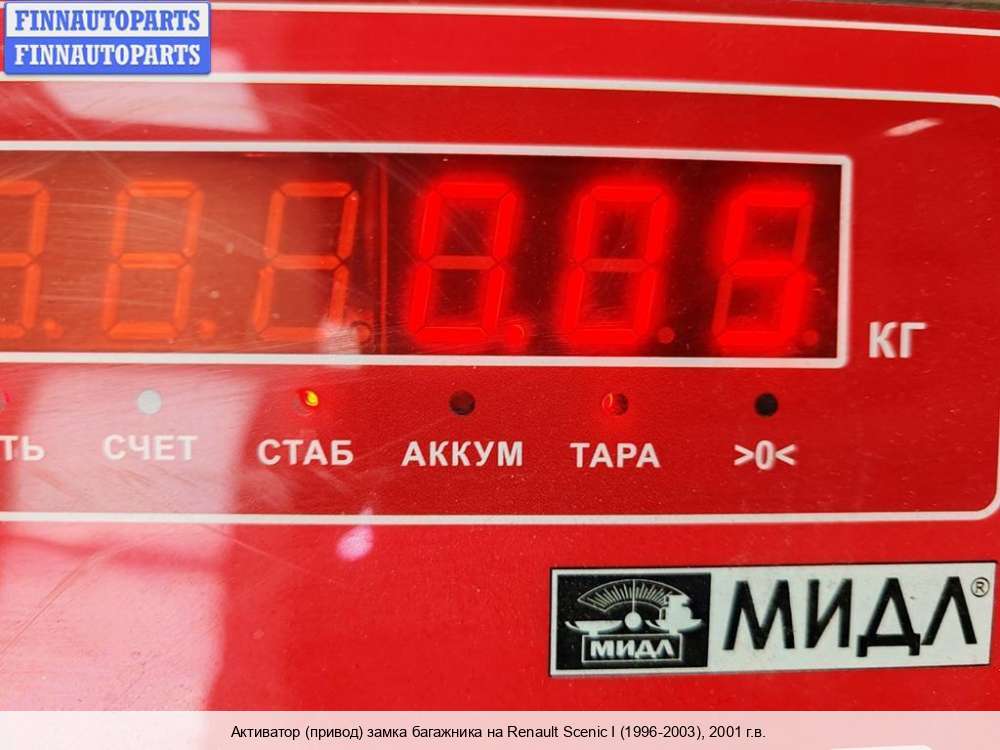 FINNAUTOPARTS
FINNAUTOPARTS
0.05
КГ
ТЬ СЧЕТ СТАБ АККУМ ТАРА >0<
МИДЛ МИДЛ®
Активатор (привод) замка багажника на Renault Scenic I (1996-2003), 2001 г.в.